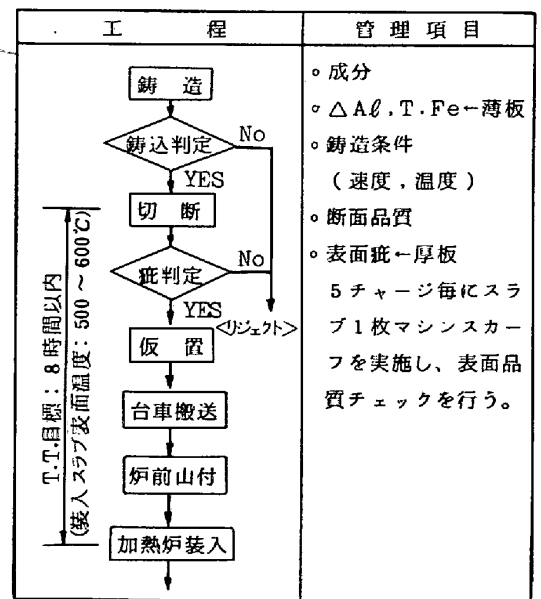 工程
管理項目
鋳造
鋳込判定
No
YES
切断
疵判定
No
YES
<リジェクト>
仮置
台車搬送
炉前山付
加熱炉装入
T.T.目標：8時間以内
(装入スラブ表面温度：500～600℃)
。成分
。△Aℓ,T.Fe←薄板
。鋳造条件
(速度,温度)
。断面品質
。表面疵←厚板
5チャージ毎にスラ
ブ1枚マシンスカー
フを実施し、表面品
質チェックを行う。